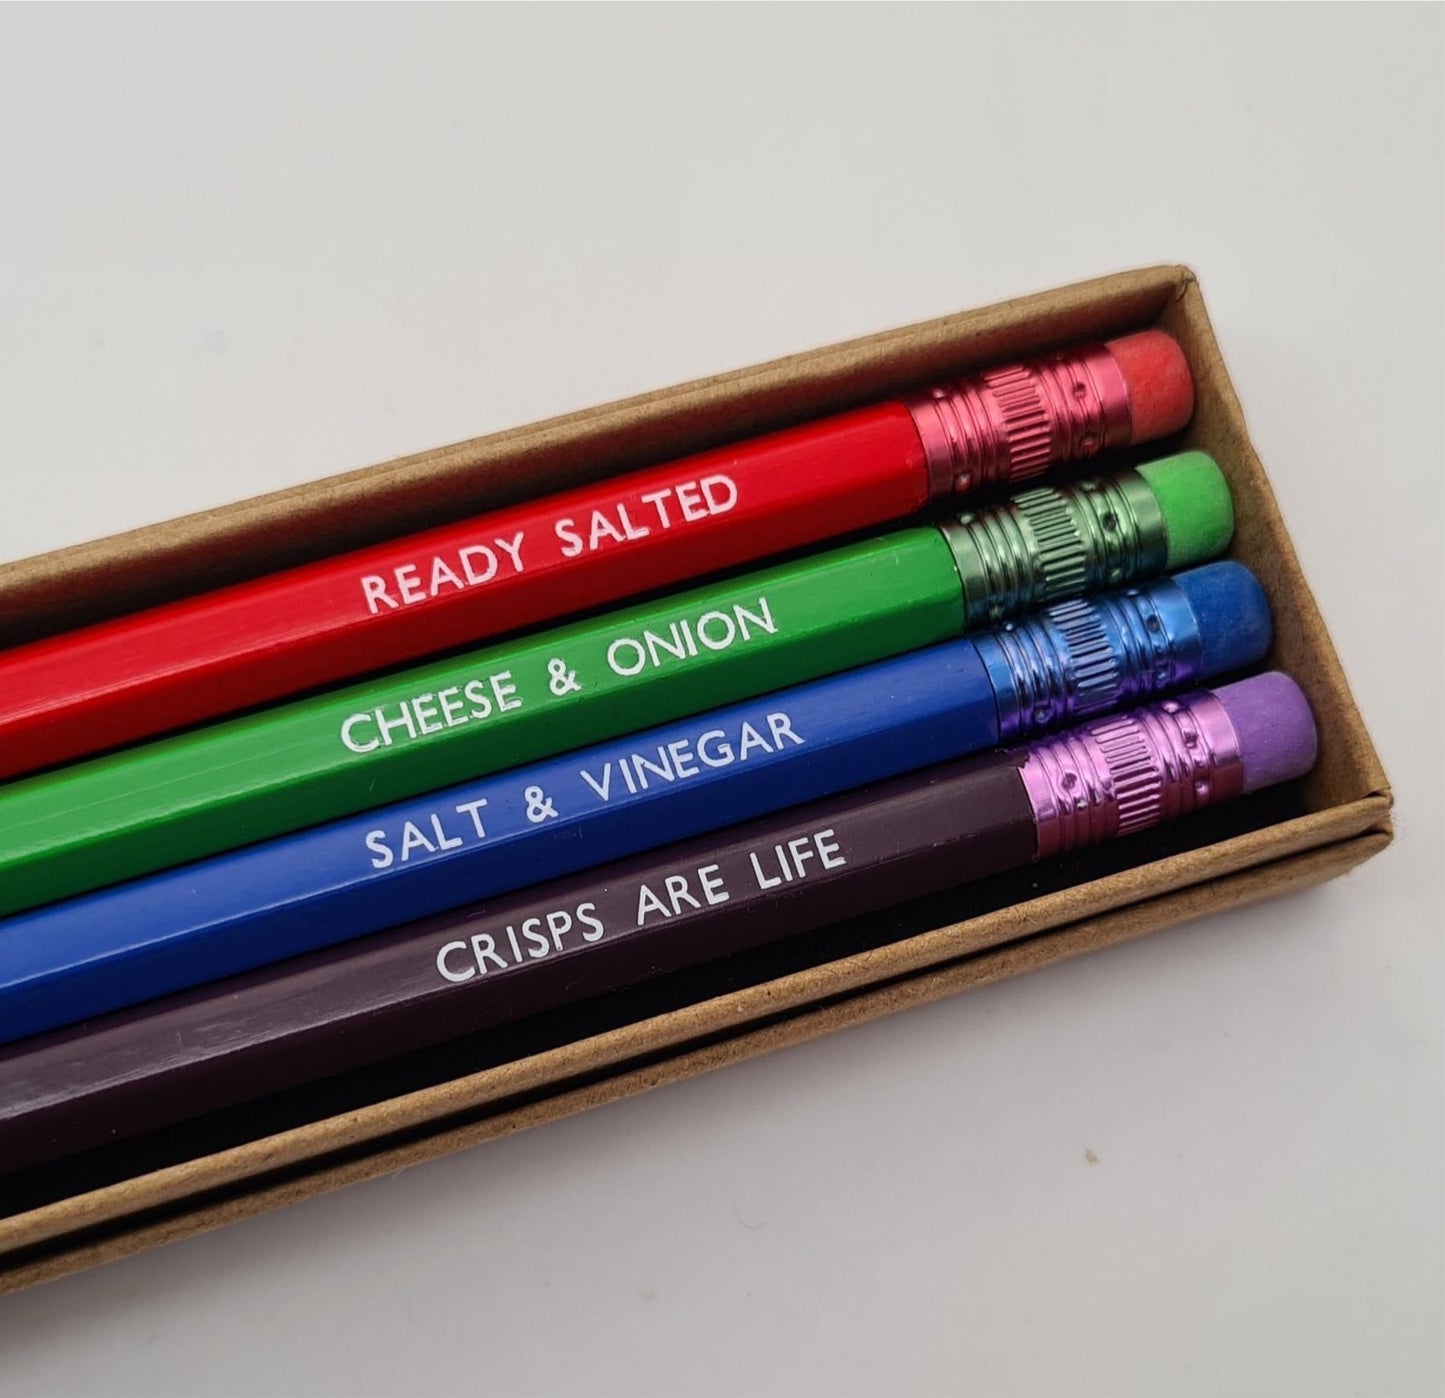 READY SALTED
CHEESE & ONION
SALT & VINEGAR
CRISPS ARE LIFE